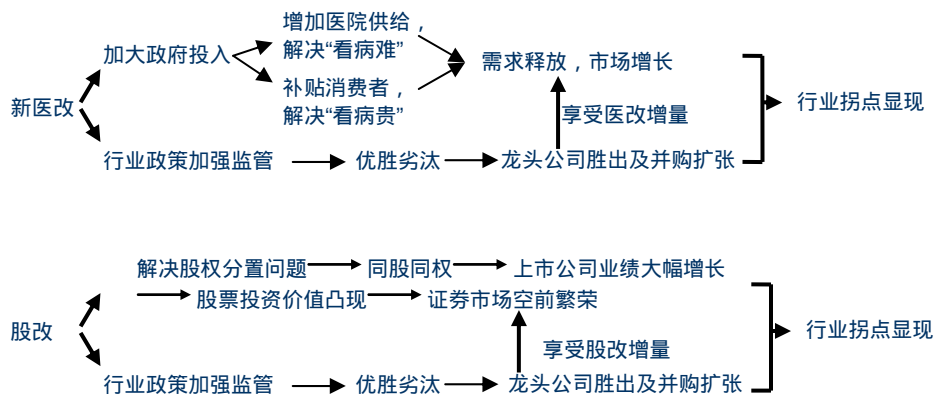 增加医院供给，
解决“看病难”
加大政府投入
需求释放，市场增长
补贴消费者，
解决“看病贵”
新医改
行业拐点显现
享受医改增量
行业政策加强监管
优胜劣汰
龙头公司胜出及并购扩张
解决股权分置问题
同股同权
上市公司业绩大幅增长
股票投资价值凸现
证券市场空前繁荣
股改
行业拐点显现
享受股改增量
行业政策加强监管
优胜劣汰
龙头公司胜出及并购扩张